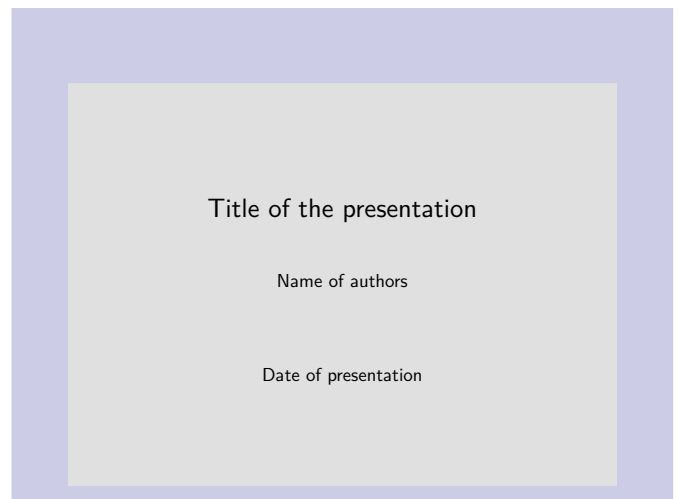 Title of the presentation
Name of authors
Date of presentation